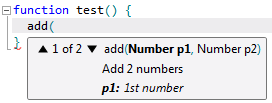 function test() {
add(
}
▲ 1 of 2 ▼ add(Number p1, Number p2)
Add 2 numbers
p1: 1st number